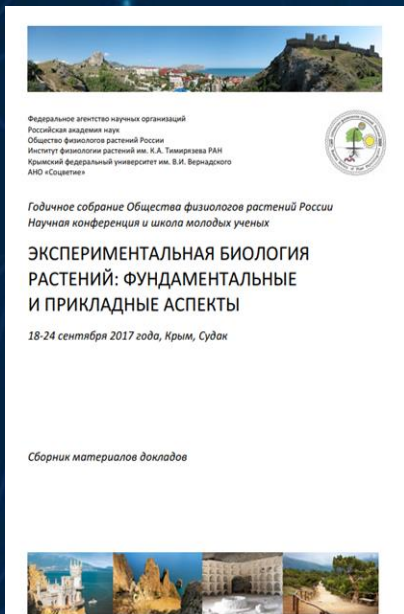 Федеральное агентство научных организаций
Российская академия наук
Общество физиологов растений России
Институт физиологии растений им. К.А. Тимирязева РАН
Крымский федеральный университет им. В.И. Вернадского
АНО «Соцветие»
Годичное собрание Общества физиологов растений России
Научная конференция и школа молодых ученых
ЭКСПЕРИМЕНТАЛЬНАЯ БИОЛОГИЯ
РАСТЕНИЙ: ФУНДАМЕНТАЛЬНЫЕ
И ПРИКЛАДНЫЕ АСПЕКТЫ
18-24 сентября 2017 года, Крым, Судак
Сборник материалов докладов